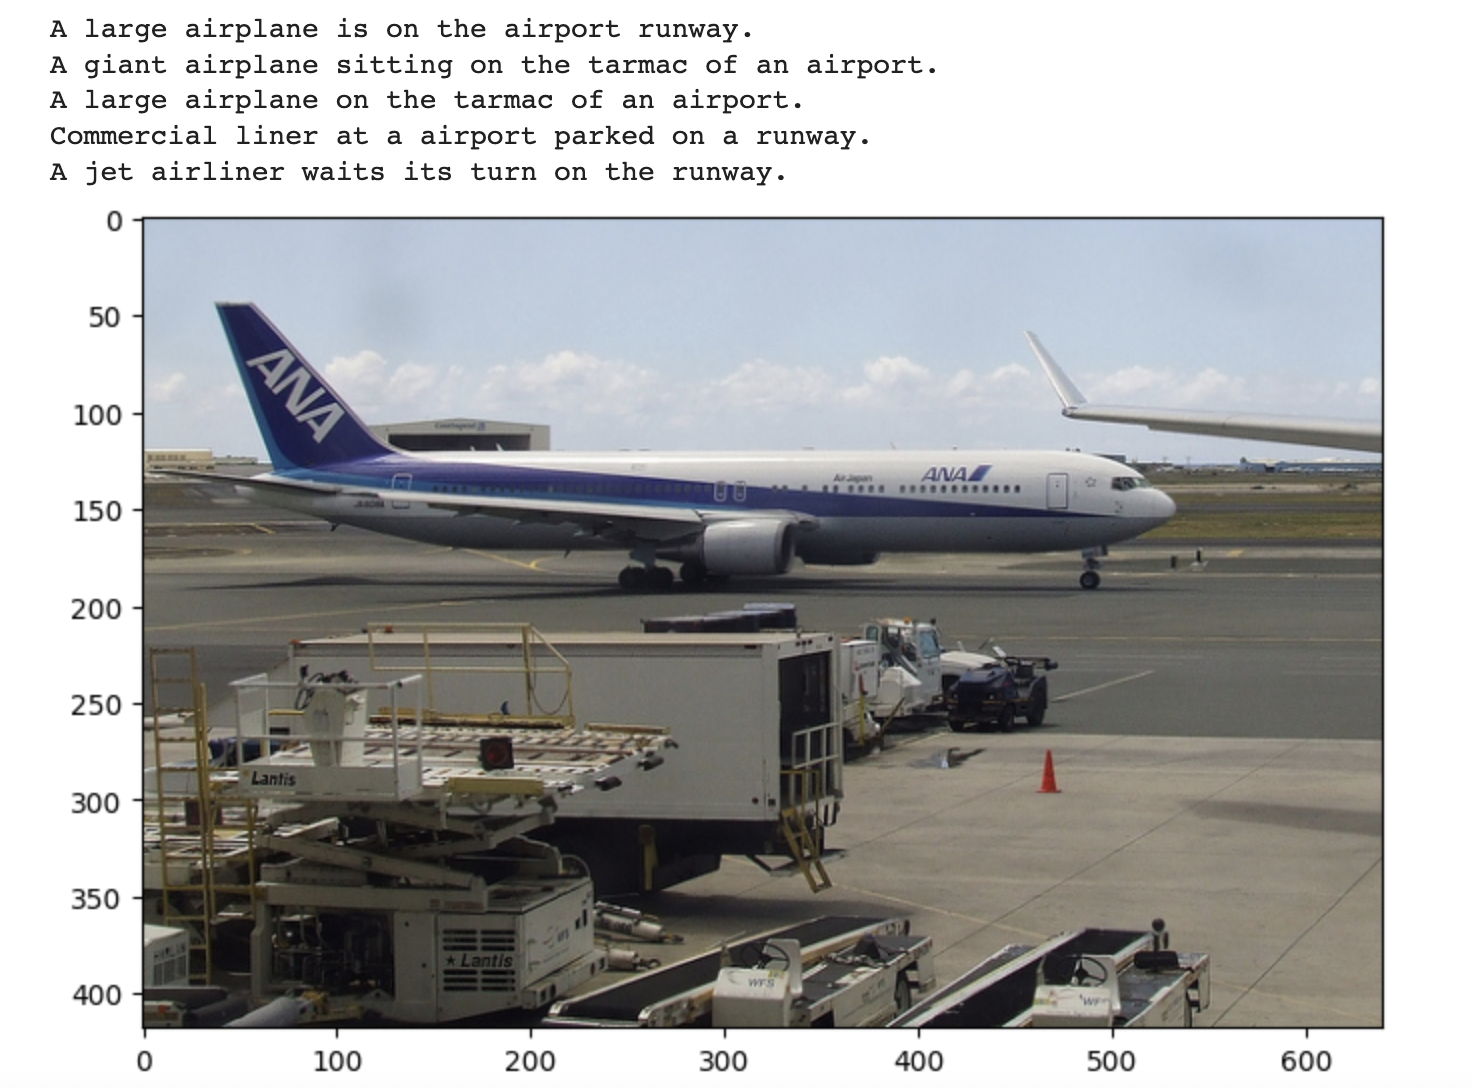 A large airplane is on the airport runway.
A giant airplane sitting on the tarmac of an airport.
A large airplane on the tarmac of an airport.
Commercial liner at a airport parked on a runway.
A jet airliner waits its turn on the runway.
0
50
100
150
200
250
300
350
400
0 100 200 300 400 500 600
ANA
Air Japan ANA
Lantis
Lantis
WFS
WFS